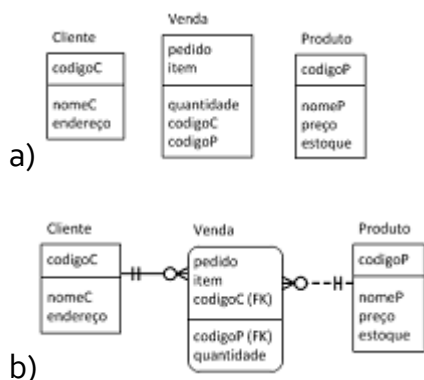 Cliente
codigoC
nomeC
endereço
Venda
pedido
item
quantidade
codigoC
codigoP
Produto
codigoP
nomeP
preço
estoque
a)
Cliente
codigoC
nomeC
endereço
Venda
pedido
item
codigoC (FK)
codigoP (FK)
quantidade
Produto
codigoP
nomeP
preço
estoque
b)